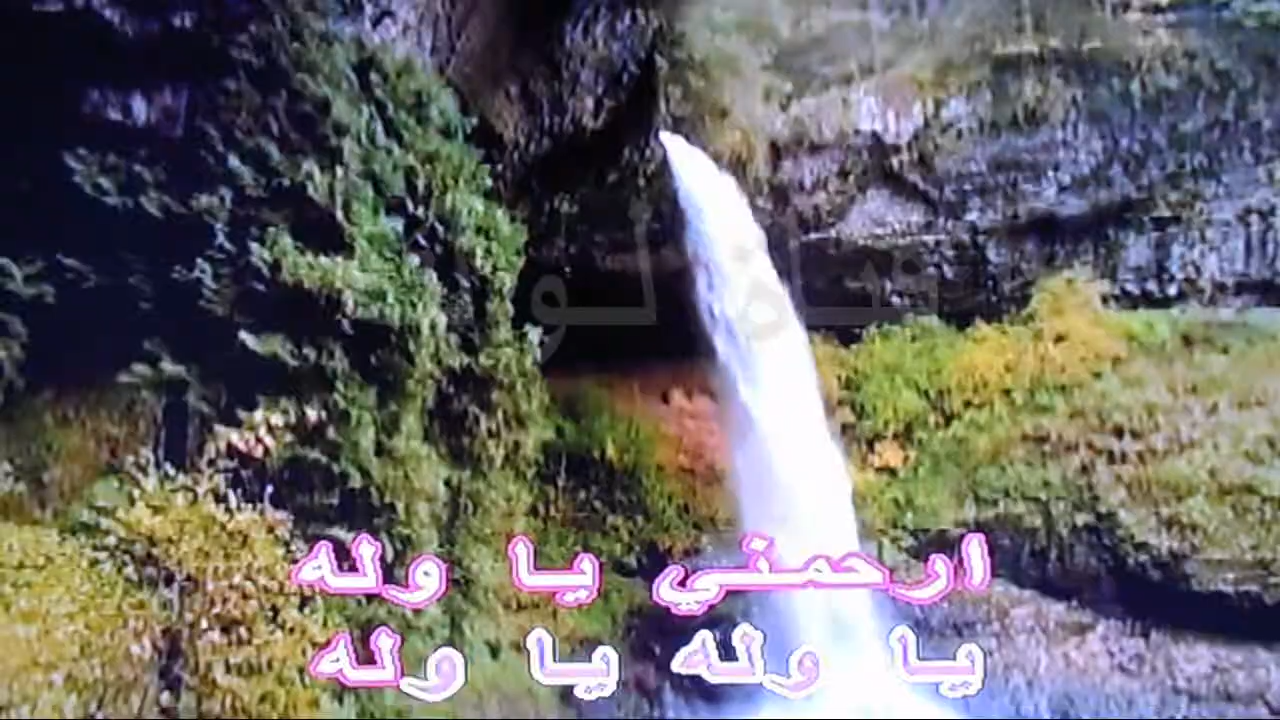 ارحمني يا وله
يا وله يا وله